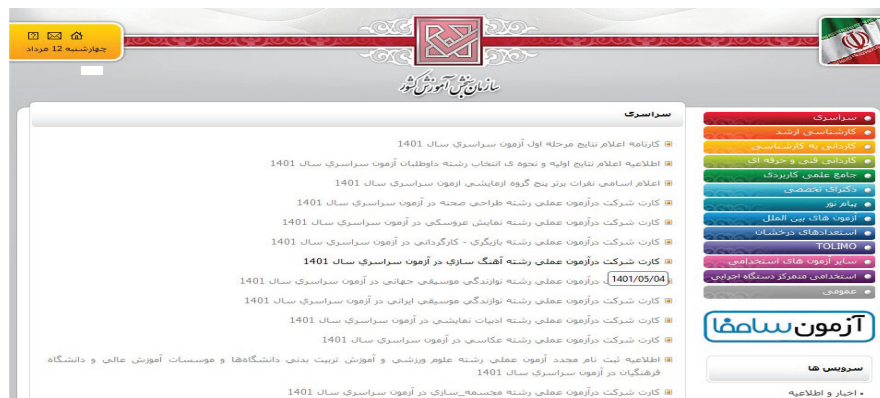 چهارشنبه 12 مرداد
سازمان سنجش آموزش کشور
سراسری
کارشناسی ارشد
کاردانی به کارشناسی
کاردانی فنی و حرفه ای
جامع علمی کاربردی
دکترای تخصصی
پیام نور
آزمون های بین الملل
استعدادهای درخشان
TOLIMO
سایر آزمون های استخدامی
استخدامی متمرکز دستگاه اجرایی
عمومی
آزمون سامفا
سرویس ها
اخبار و اطلاعیه
سراسری
کارنامه اعلام نتایج مرحله اول آزمون سراسری سال 1401
اطلاعیه اعلام نتایج اولیه و نحوه ی انتخاب رشته داوطلبان آزمون سراسری سال 1401
اعلام اسامی نفرات برتر پنج گروه ازمایشی ازمون سراسری سال 1401
کارت شرکت درآزمون عملی رشته طراحی صحنه در آزمون سراسری سال 1401
کارت شرکت درآزمون عملی رشته نمایش عروسکی در آزمون سراسری سال 1401
کارت شرکت درآزمون عملی رشته بازیگری - کارگردانی در آزمون سراسری سال 1401
کارت شرکت درآزمون عملی رشته آهنگ سازی در آزمون سراسری سال 1401
1401/05/04
درآزمون عملی رشته نوازندگی موسیقی جهانی در آزمون سراسری سال 1401
کارت شرکت درآزمون عملی رشته نوازندگی موسیقی ایرانی در آزمون سراسری سال 1401
کارت شرکت درآزمون عملی رشته ادبیات نمایشی در آزمون سراسری سال 1401
کارت شرکت درآزمون عملی رشته عکاسی در آزمون سراسری سال 1401
اطلاعیه ثبت نام مجدد آزمون عملی رشته علوم ورزشی و آموزش تربیت بدنی دانشگاهها و موسسات آموزش عالی و دانشگاه
فرهنگیان در آزمون سراسری سال 1401
کارت شرکت درآزمون عملی رشته مجسمه_سازی در آزمون سراسری سال 1401